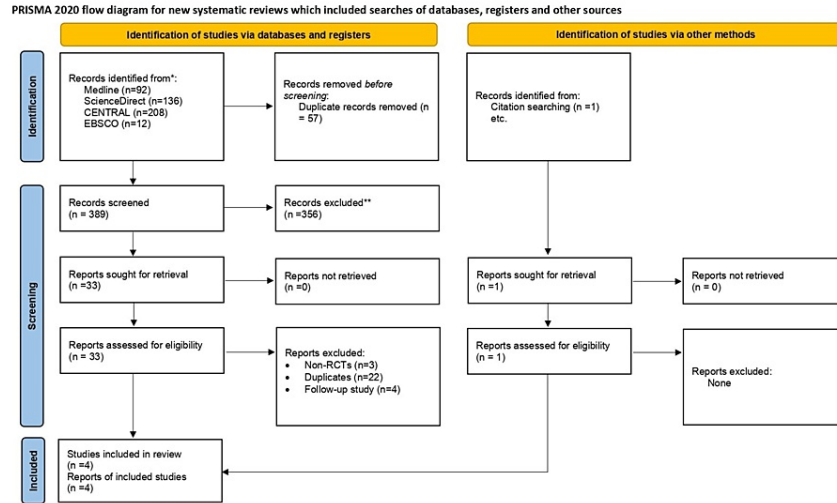 PRISMA 2020 flow diagram for new systematic reviews which included searches of databases, registers and other sources
Identification of studies via databases and registers
Identification of studies via other methods
Identification
Records identified from*:
Medline (n=92)
ScienceDirect (n=136)
CENTRAL (n=208)
EBSCO (n=12)
Records removed before
screening:
Duplicate records removed (n
= 57)
Records identified from:
Citation searching (n =1)
etc.
Screening
Records screened
(n = 389)
Records excluded**
(n =356)
Reports sought for retrieval
(n =33)
Reports not retrieved
(n =0)
Reports sought for retrieval
(n =1)
Reports not retrieved
(n = 0)
Reports assessed for eligibility
(n = 33)
Reports excluded:
• Non-RCTs (n=3)
• Duplicates (n=22)
• Follow-up study (n=4)
Reports assessed for eligibility
(n = 1)
Reports excluded:
None
Included
Studies included in review
(n =4)
Reports of included studies
(n =4)